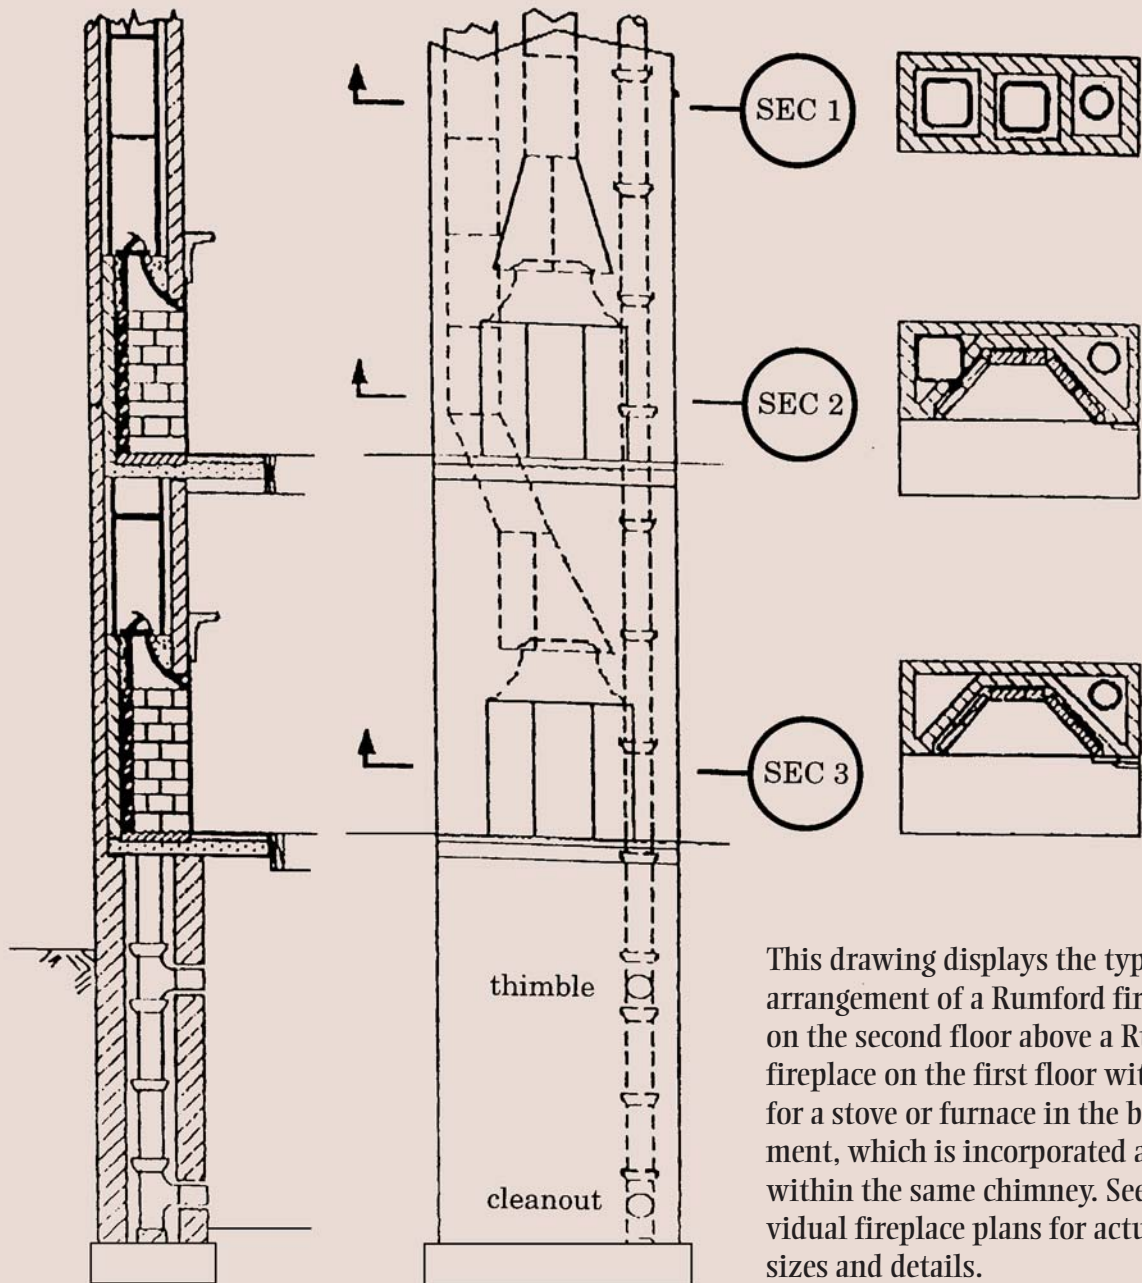 SEC 1
SEC 2
SEC 3
thimble
cleanout
This drawing displays the typ
arrangement of a Rumford fir
on the second floor above a Ru
fireplace on the first floor wit
for a stove or furnace in the b
ment, which is incorporated a
within the same chimney. See
vidual fireplace plans for actu
sizes and details.